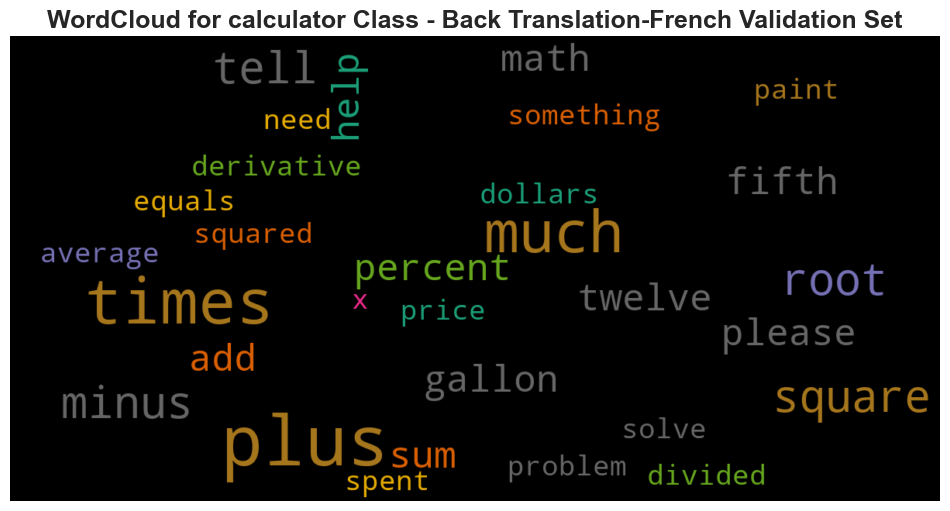 WordCloud for calculator Class - Back Translation-French Validation Set
tell
help
math
paint
need
something
derivative
fifth
equals
dollars
squared
much
average
percent
root
times
x
price
twelve
please
add
gallon
minus
square
plus
solve
sum
problem
divided
spent